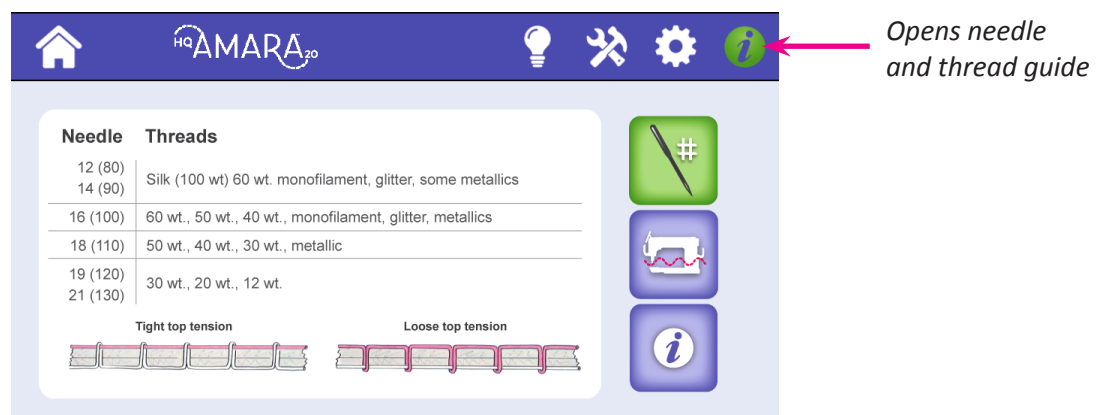 HQ AMARA 20
i
Opens needle
and thread guide
Needle Threads
12 (80)
14 (90)
Silk (100 wt) 60 wt. monofilament, glitter, some metallics
16 (100) 60 wt., 50 wt., 40 wt., monofilament, glitter, metallics
18 (110) 50 wt., 40 wt., 30 wt., metallic
19 (120)
21 (130)
30 wt., 20 wt., 12 wt.
Tight top tension Loose top tension
#
i